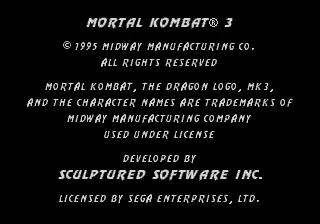 MORTAL KOMBAT® 3
© 1995 MIDWAY MANUFACTURING CO.
ALL RIGHTS RESERVED
MORTAL KOMBAT, THE DRAGON LOGO, MK3,
AND THE CHARACTER NAMES ARE TRADEMARKS OF
MIDWAY MANUFACTURING COMPANY
USED UNDER LICENSE
DEVELOPED BY
SCULPTURED SOFTWARE INC.
LICENSED BY SEGA ENTERPRISES, LTD.